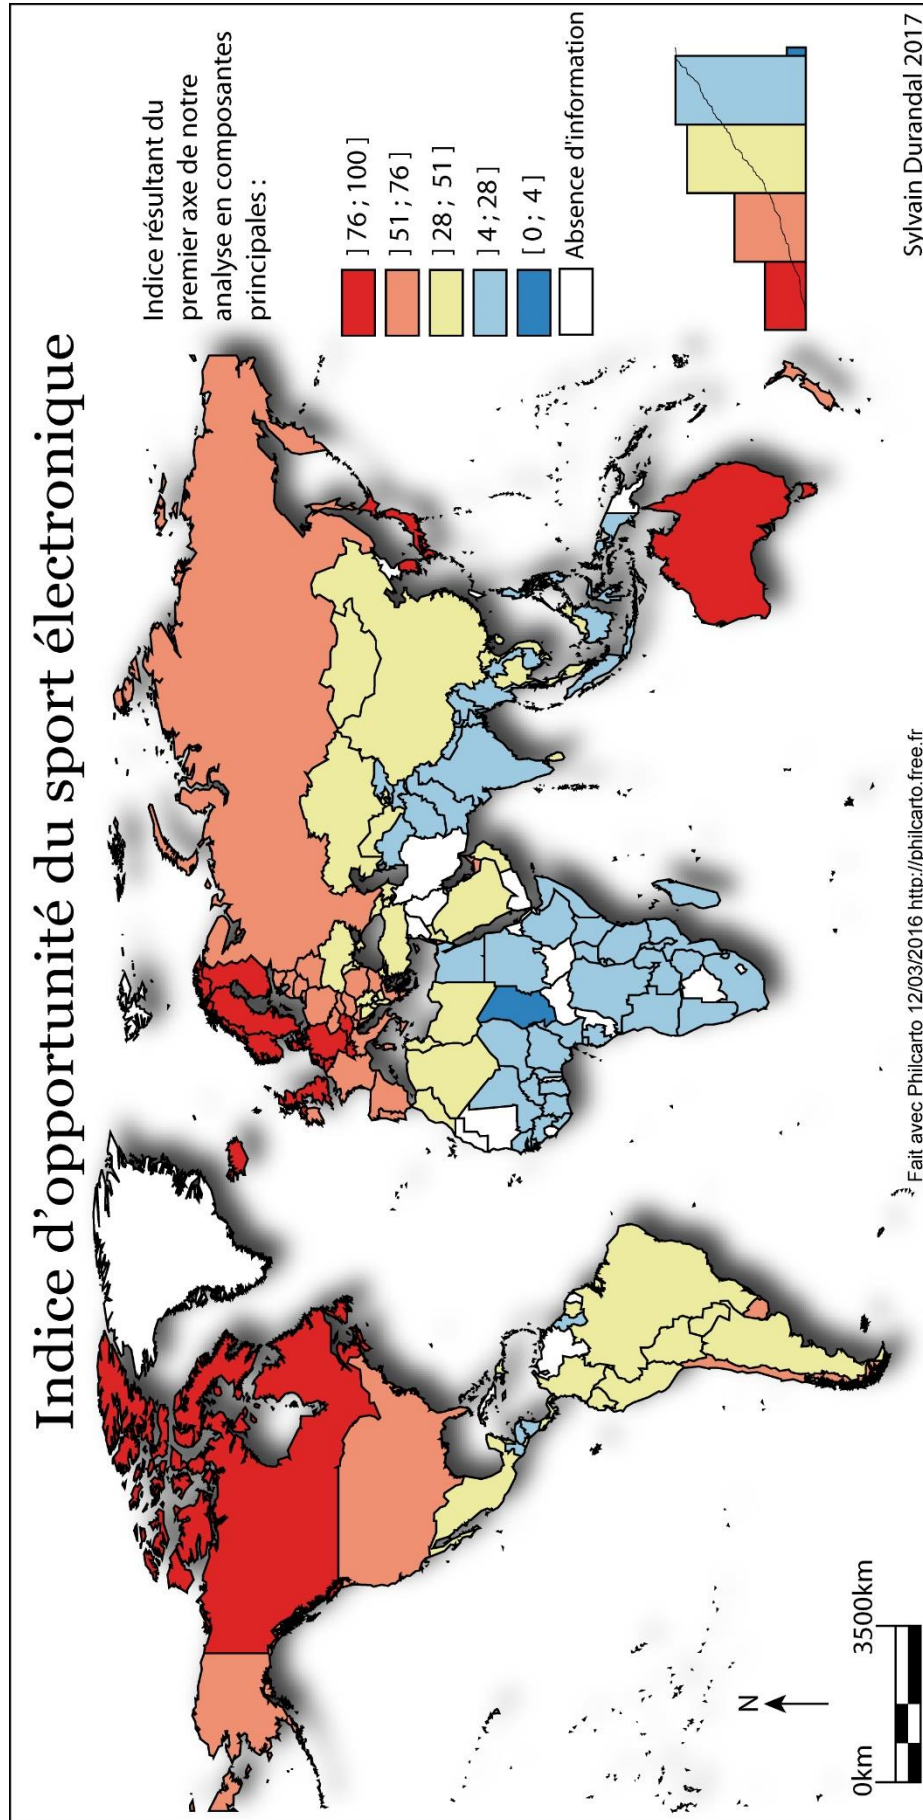 Indice d'opportunité du sport électronique
Indice résultant du
premier axe de notre
analyse en composantes
principales :
] 76 ; 100 ]
] 51 ; 76 ]
] 28 ; 51 ]
] 4 ; 28 ]
[ 0 ; 4 ]
Absence d'information
N
0km
3500km
Fait avec Philcarto 12/03/2016 http://philcarto.free.fr
Sylvain Durandal 2017